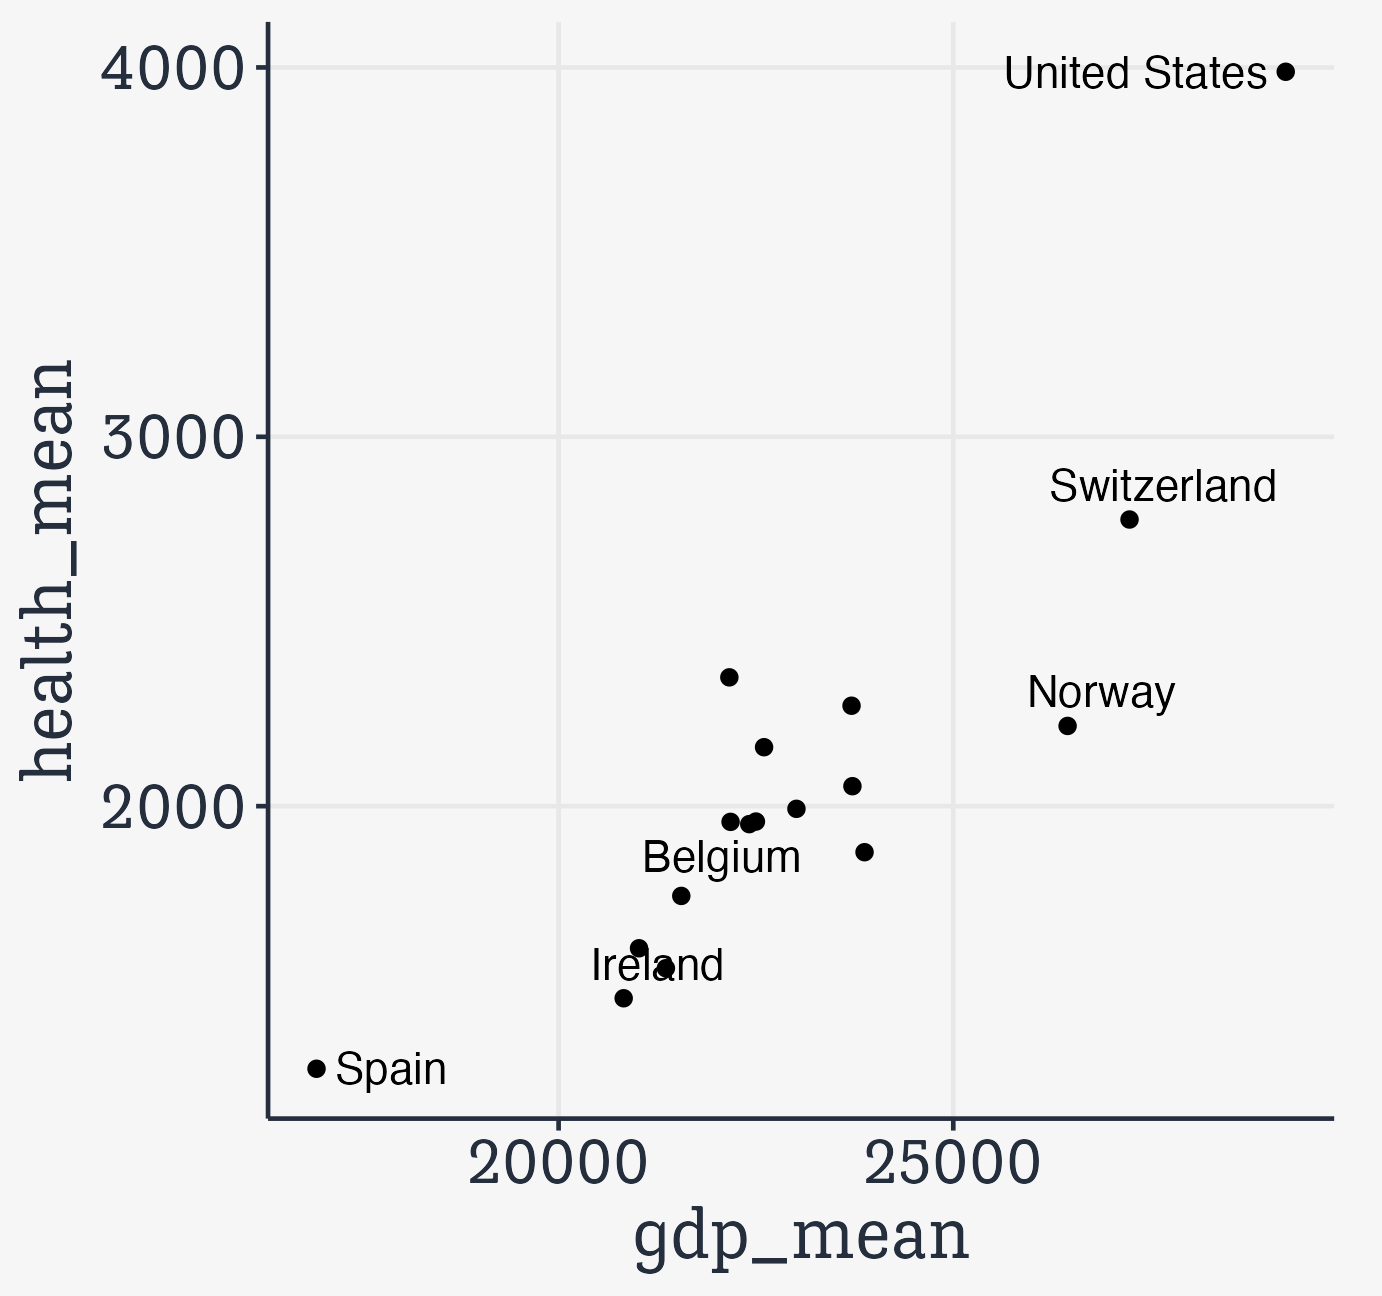 4000
United States
3000
Switzerland
Norway
2000
Belgium
Ireland
Spain
20000
25000
gdp_mean
health_mean